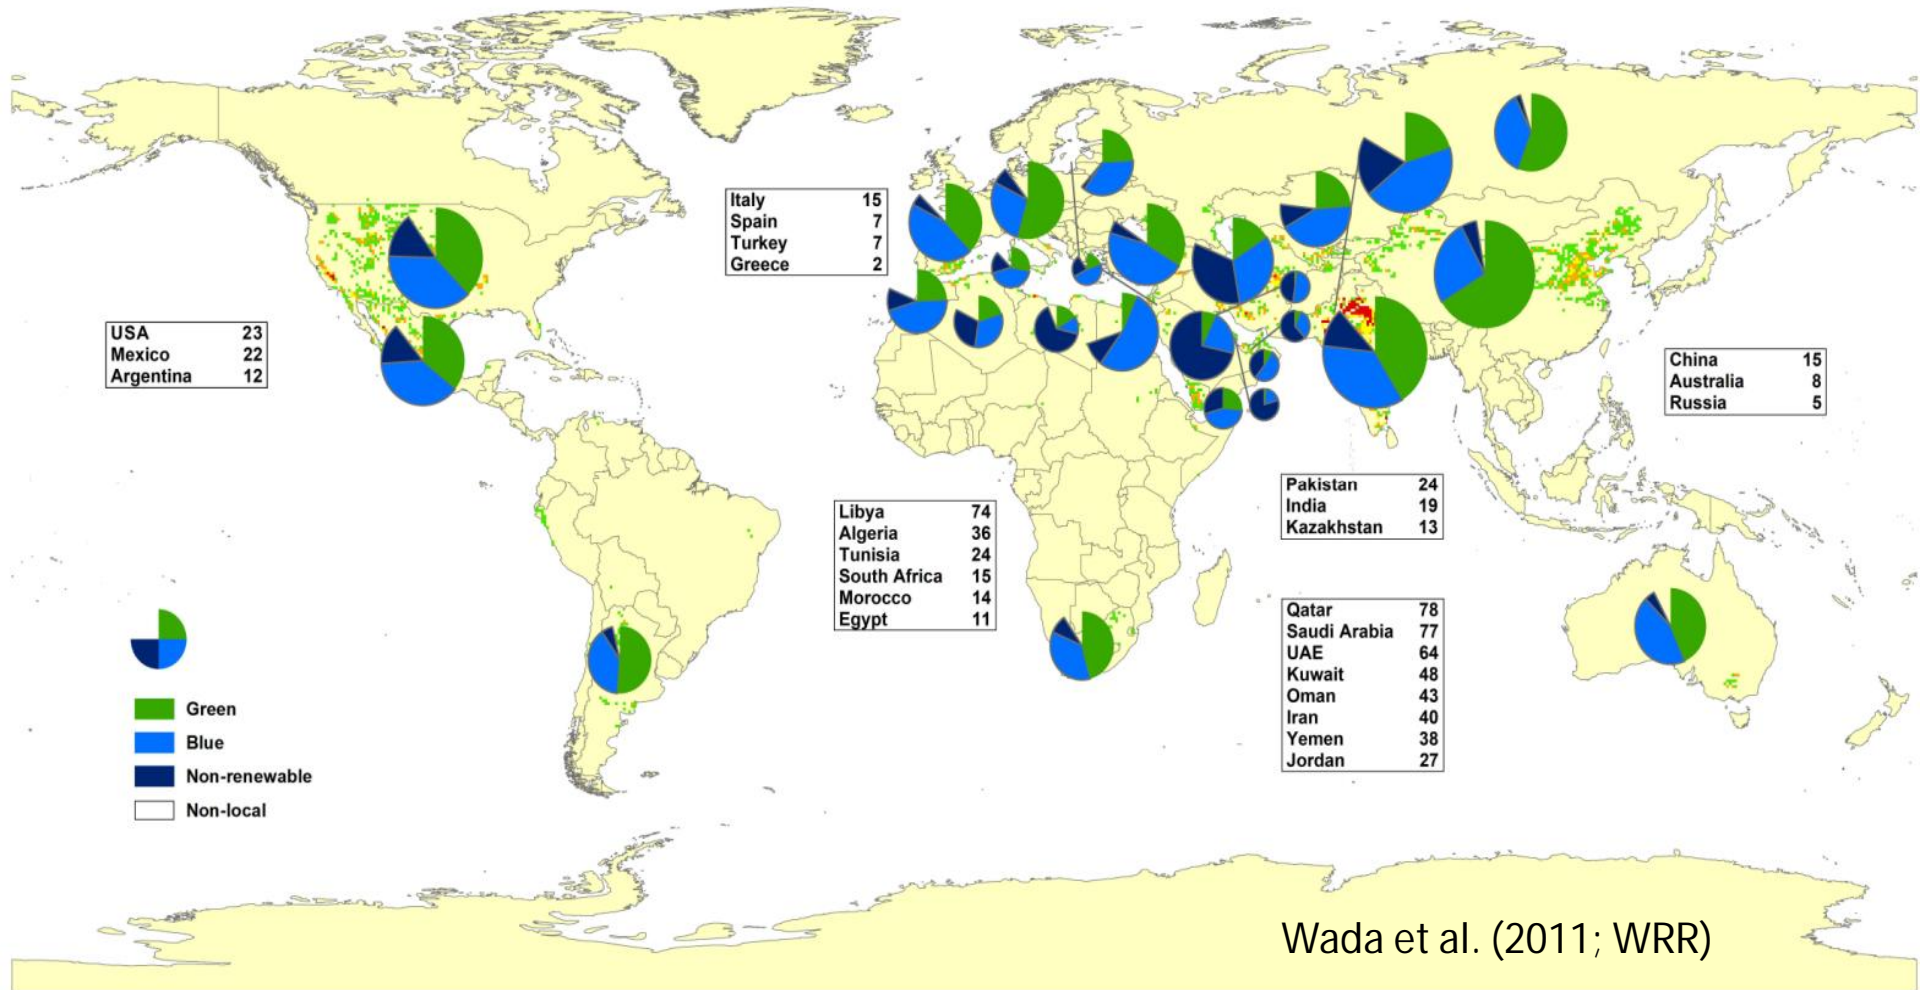 Italy 15
Spain 7
Turkey 7
Greece 2
USA 23
Mexico 22
Argentina 12
China 15
Australia 8
Russia 5
Pakistan 24
India 19
Kazakhstan 13
Libya 74
Algeria 36
Tunisia 24
South Africa 15
Morocco 14
Egypt 11
Qatar 78
Saudi Arabia 77
UAE 64
Kuwait 48
Oman 43
Iran 40
Yemen 38
Jordan 27
Green
Blue
Non-renewable
Non-local
Wada et al. (2011; WRR)